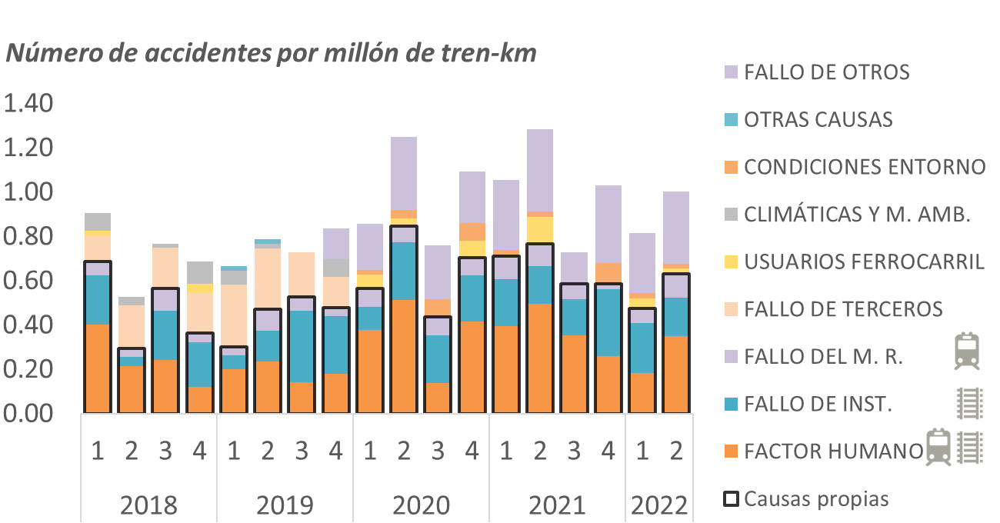 Número de accidentes por millón de tren-km
1.40
1.20
1.00
0.80
0.60
0.40
0.20
0.00
1 2 3 4 1 2 3 4 1 2 3 4 1 2 3 4 1 2
2018 2019 2020 2021 2022
FALLO DE OTROS
OTRAS CAUSAS
CONDICIONES ENTORNO
CLIMÁTICAS Y M. AMB.
USUARIOS FERROCARRIL
FALLO DE TERCEROS
FALLO DEL M. R.
FALLO DE INST.
FACTOR HUMANO
Causas propias